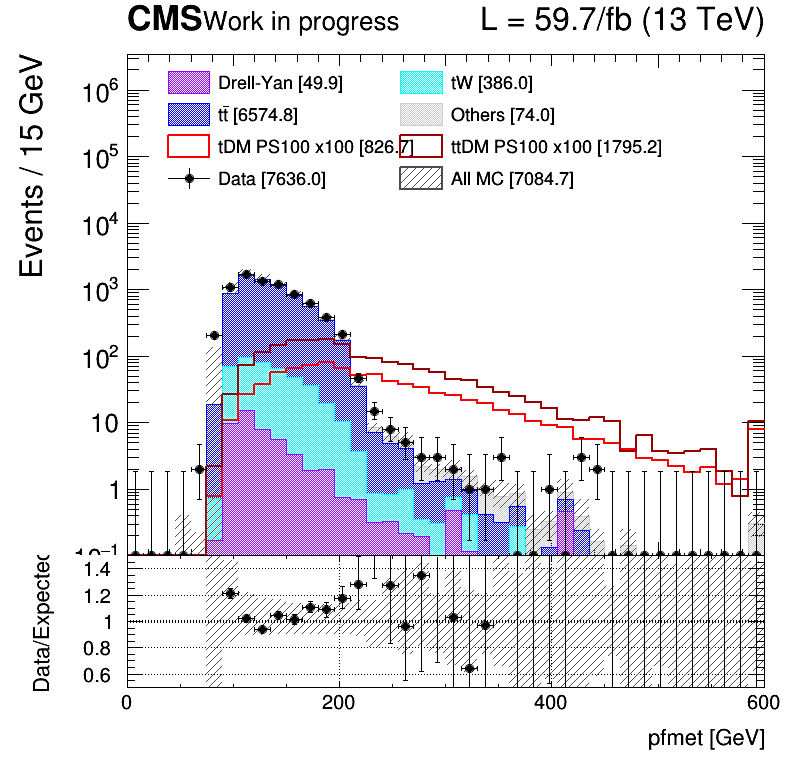 CMS Work in progress L = 59.7/fb (13 TeV)
Events / 15 GeV
Drell-Yan [49.9] tW [386.0]
tt̄ [6574.8] Others [74.0]
tDM PS100 x100 [826.7] ttDM PS100 x100 [1795.2]
Data [7636.0] All MC [7084.7]
10⁶
10⁵
10⁴
10³
10²
10
1
10⁻¹
Data/Expected
1.4
1.2
1
0.8
0.6
0 200 400 600
pfmet [GeV]